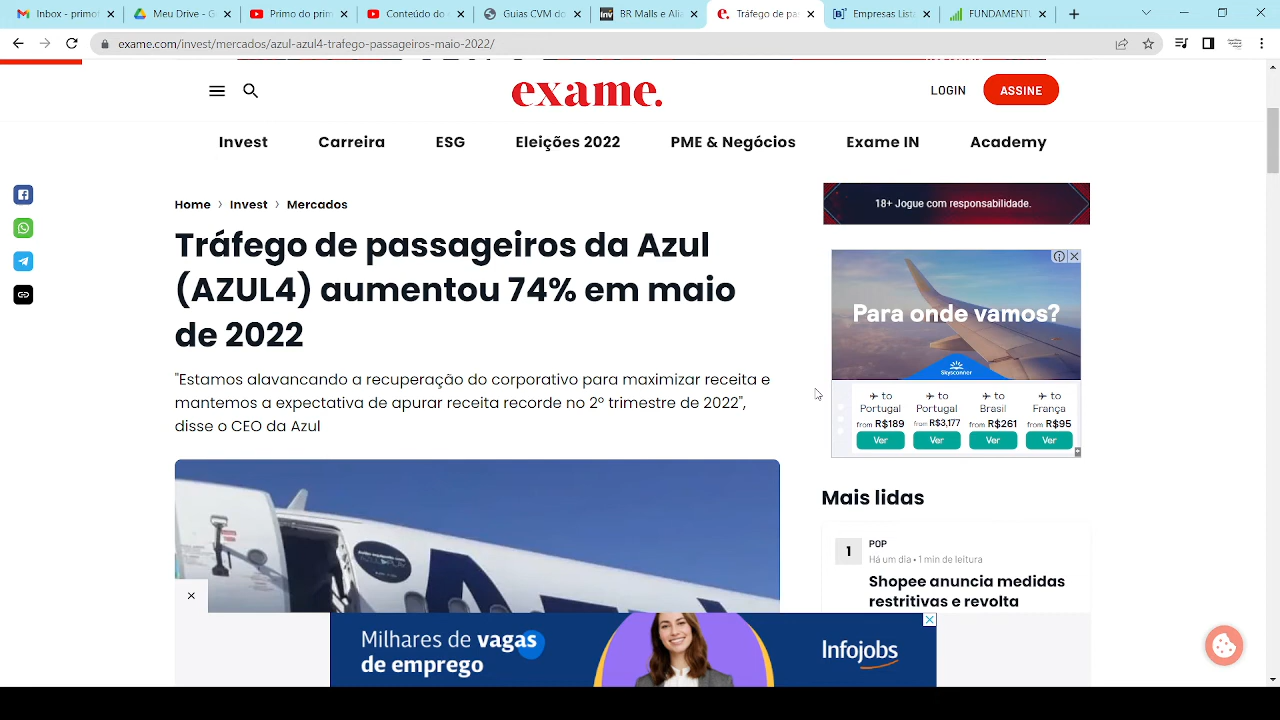 Inbox - primo
Meu Drive - G
Conteúdo do
Guias CVM do
BR Malls e Ali
Tráfego de pa
Empresas Lista
FUNDAMENT
exame.com/invest/mercados/azul-azul4-trafego-passageiros-maio-2022/
exame.
LOGIN
ASSINE
Invest
Carreira
ESG
Eleições 2022
PME & Negócios
Exame IN
Academy
Home
Invest
Mercados
Tráfego de passageiros da Azul
(AZUL4) aumentou 74% em maio
de 2022
"Estamos alavancando a recuperação do corporativo para maximizar receita e
mantemos a expectativa de apurar receita recorde no 2º trimestre de 2022",
disse o CEO da Azul
18+ Jogue com responsabilidade.
Para onde vamos?
Skyscanner
to Portugal
from R$189
Ver
to Portugal
from R$3,177
Ver
to Brasil
from R$261
Ver
to França
from R$95
Ver
Mais lidas
1
POP
Há um dia • 1 min de leitura
Shopee anuncia medidas
restritivas e revolta
Milhares de vagas
de emprego
Infojobs